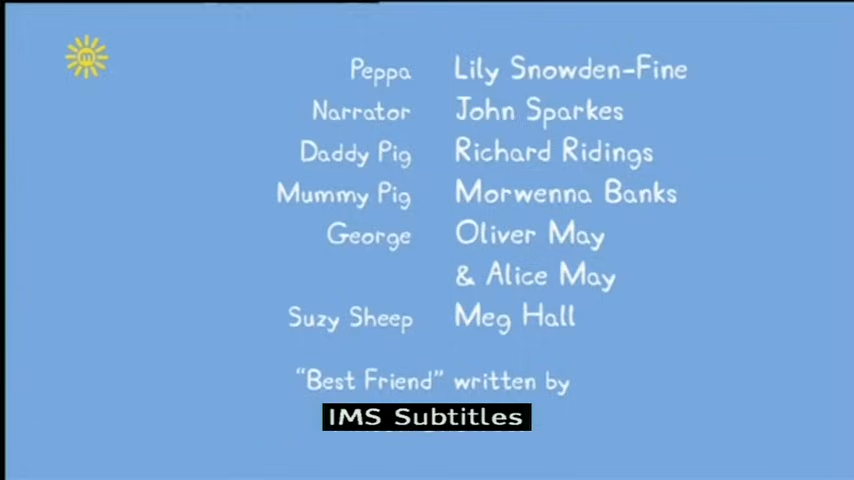 m
Peppa Lily Snowden-Fine
Narrator John Sparkes
Daddy Pig Richard Ridings
Mummy Pig Morwenna Banks
George Oliver May
& Alice May
Suzy Sheep Meg Hall
"Best Friend" written by
IMS Subtitles